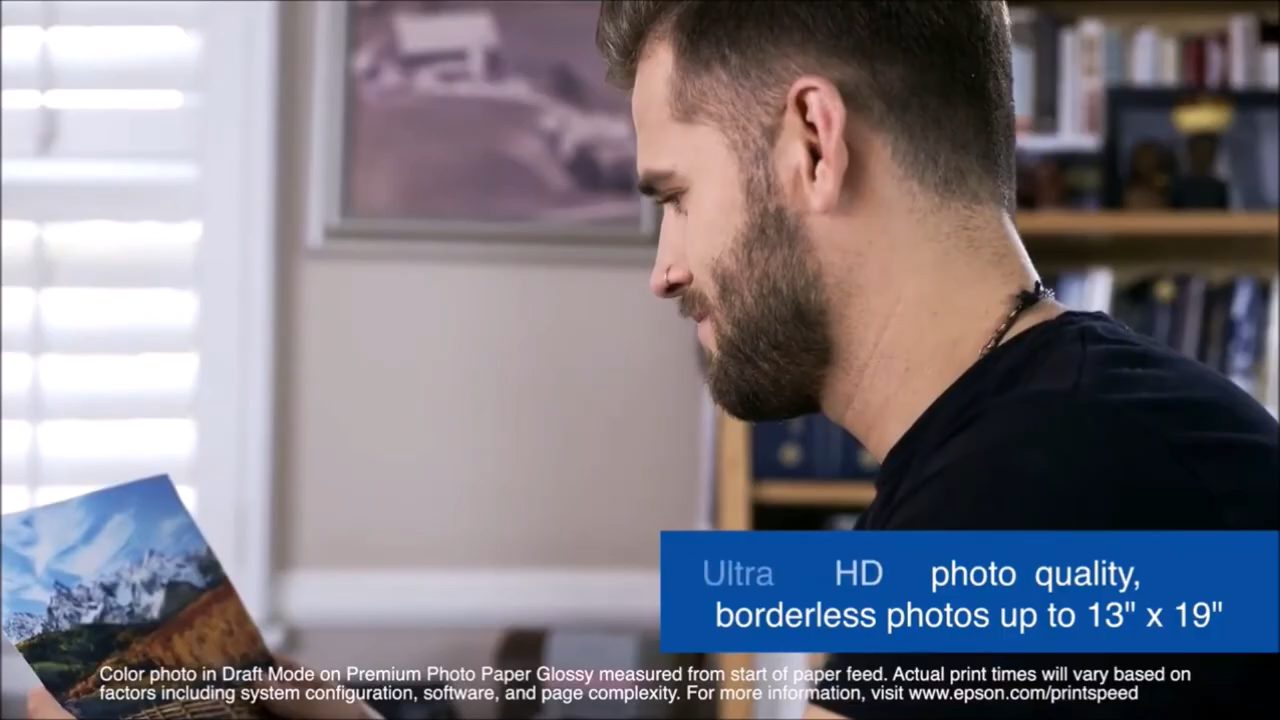 Ultra HD photo quality,
borderless photos up to 13" x 19"
Color photo in Draft Mode on Premium Photo Paper Glossy measured from start of paper feed. Actual print times will vary based on
factors including system configuration, software, and page complexity. For more information, visit www.epson.com/printspeed